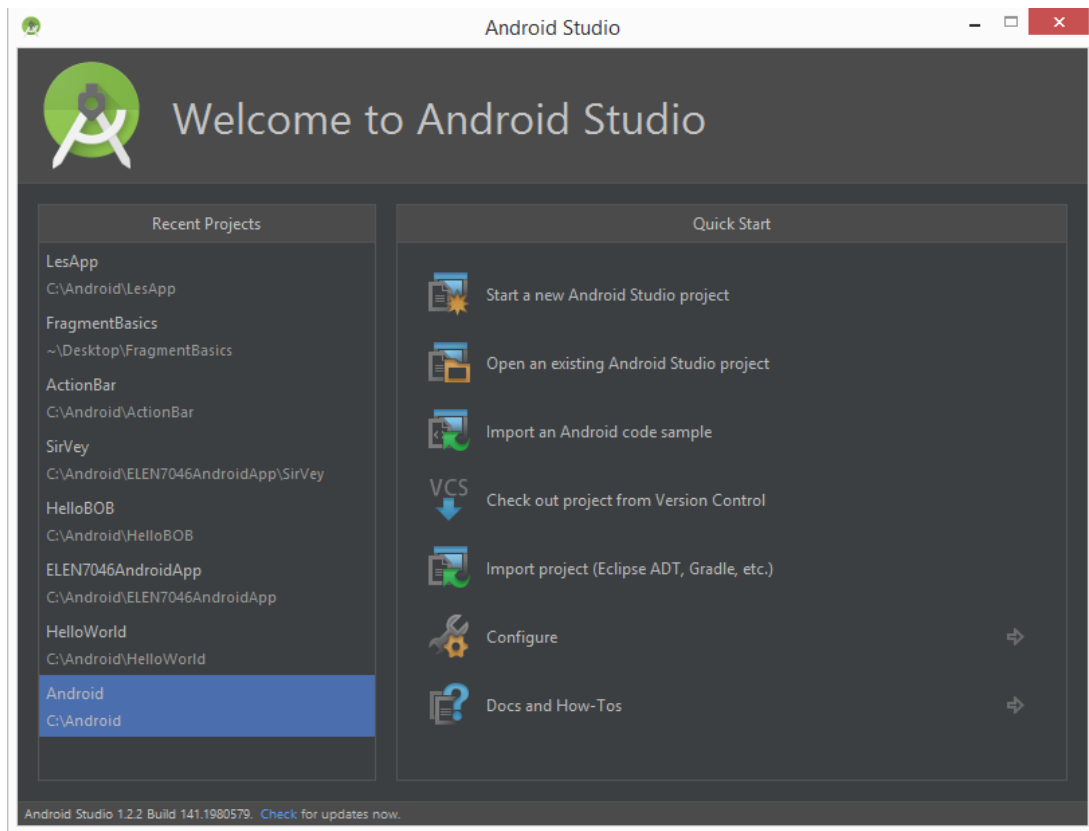 Android Studio
Welcome to Android Studio
Recent Projects
LesApp
C:\Android\LesApp
FragmentBasics
~\Desktop\FragmentBasics
ActionBar
C:\Android\ActionBar
SirVey
C:\Android\ELEN7046AndroidApp\SirVey
HelloBOB
C:\Android\HelloBOB
ELEN7046AndroidApp
C:\Android\ELEN7046AndroidApp
HelloWorld
C:\Android\HelloWorld
Android
C:\Android
Quick Start
Start a new Android Studio project
Open an existing Android Studio project
Import an Android code sample
VCS
Check out project from Version Control
Import project (Eclipse ADT, Gradle, etc.)
Configure
Docs and How-Tos
Android Studio 1.2.2 Build 141.1980579. Check for updates now.